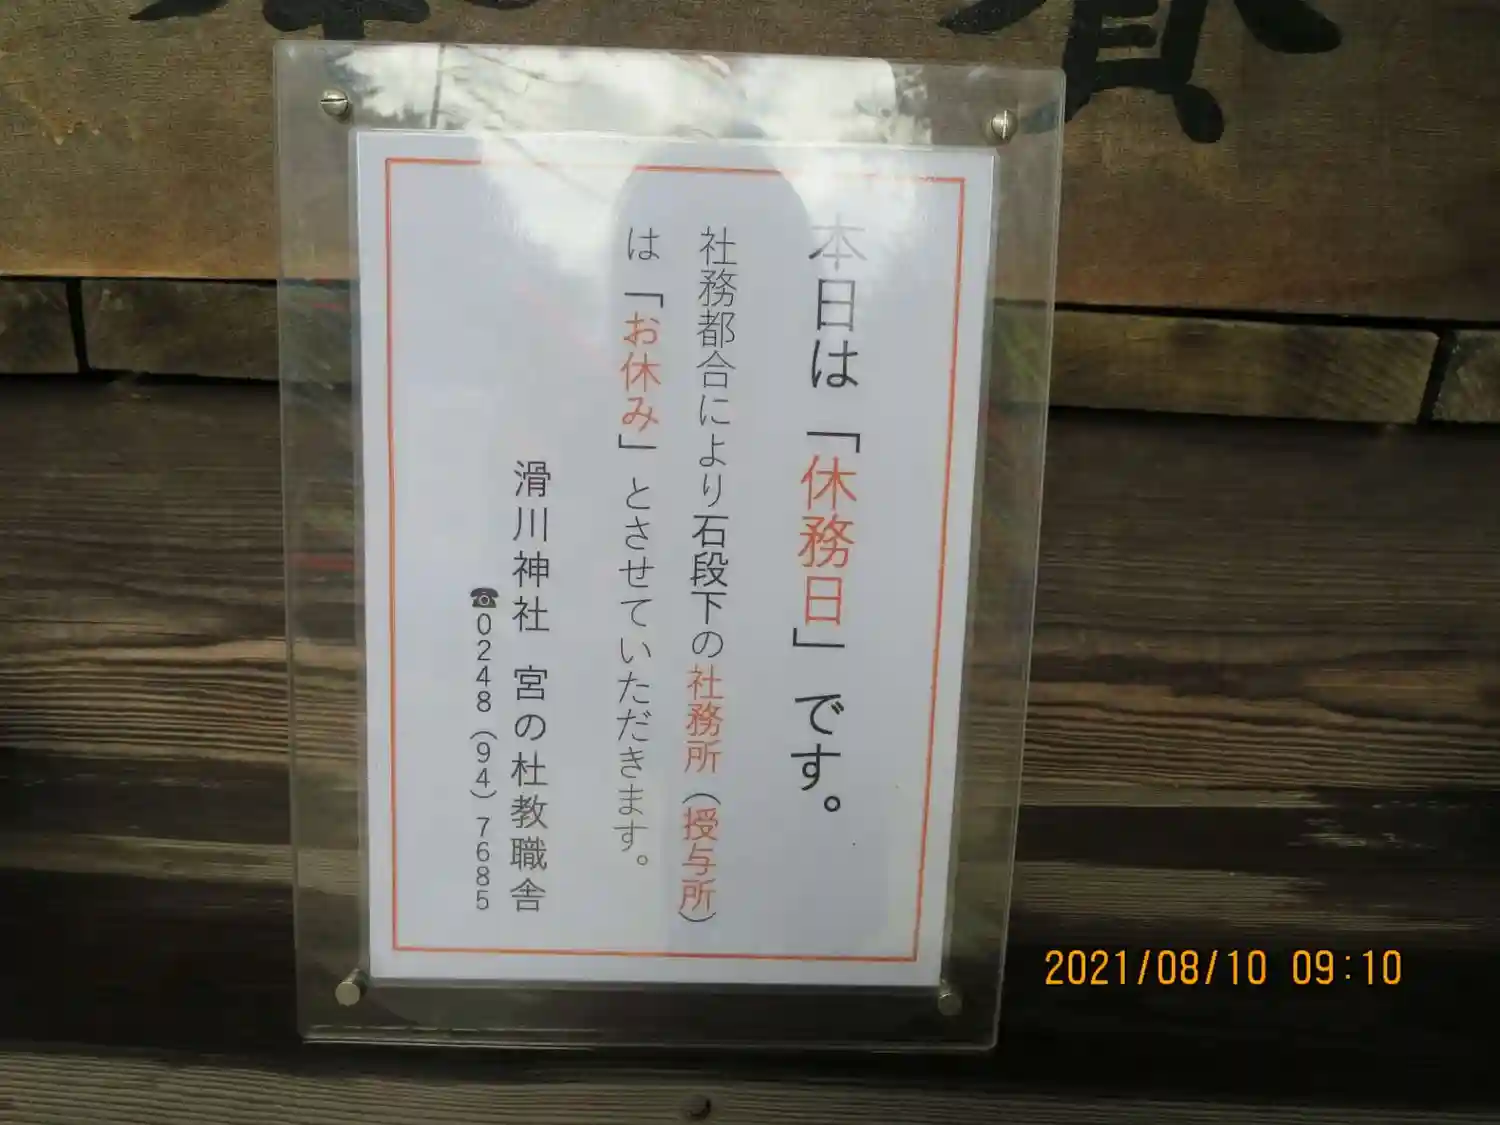 本日は「休務日」です。
社務都合により石段下の社務所（授与所）
は「お休み」とさせていただきます。
滑川神社 宮の杜教職舎
☎0248（94）7685
2021/08/10 09:10